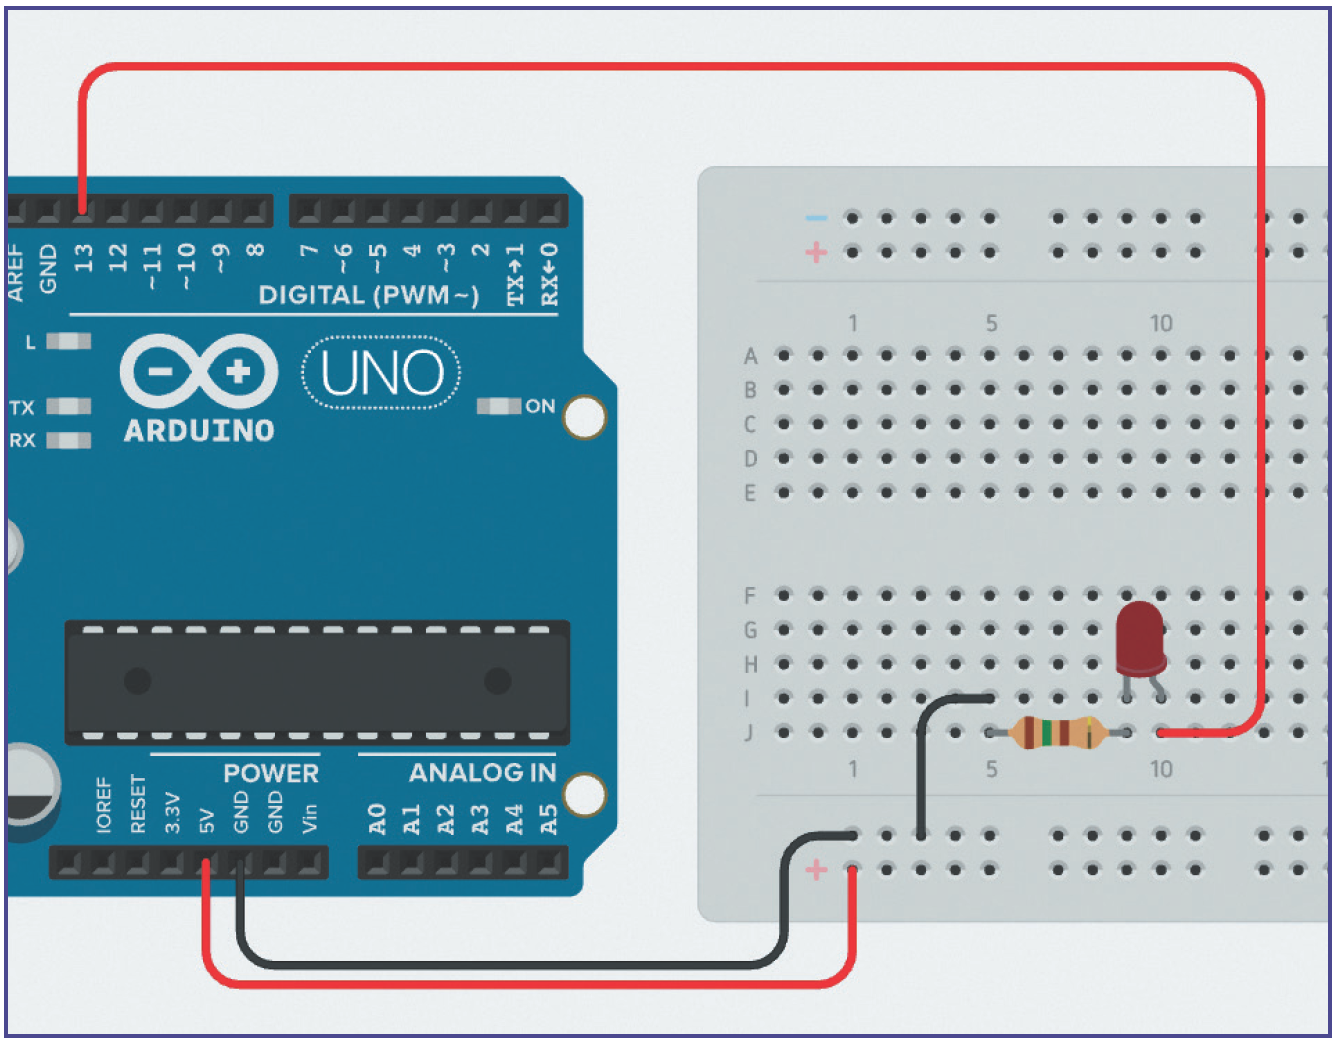 AREF GND 13 12 ~11 ~10 ~9 8 7 ~6 ~5 4 ~3 2 TX→1 RX←0
DIGITAL (PWM~)
L
UNO
TX
ON
RX
ARDUINO
POWER
ANALOG IN
IOREF RESET 3.3V 5V GND GND Vin A0 A1 A2 A3 A4 A5
−
+
1 5 10
A
B
C
D
E
F
G
H
I
J
1 5 10
+